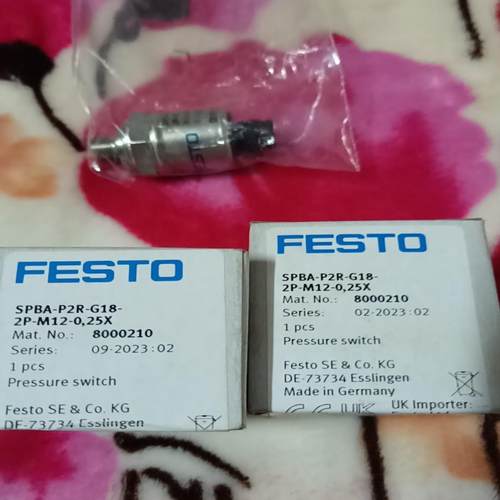 FESTO
SPBA-P2R-G18-
2P-M12-0,25X
Mat. No.: 8000210
Series: 09-2023:02
1 pcs
Pressure switch
Festo SE & Co. KG
DE-73734 Esslingen
FESTO
SPBA-P2R-G18-
2P-M12-0,25X
Mat. No.: 8000210
Series: 02-2023:02
1 pcs
Pressure switch
Festo SE & Co. KG
DE-73734 Esslingen
Made in Germany
UK Importer: